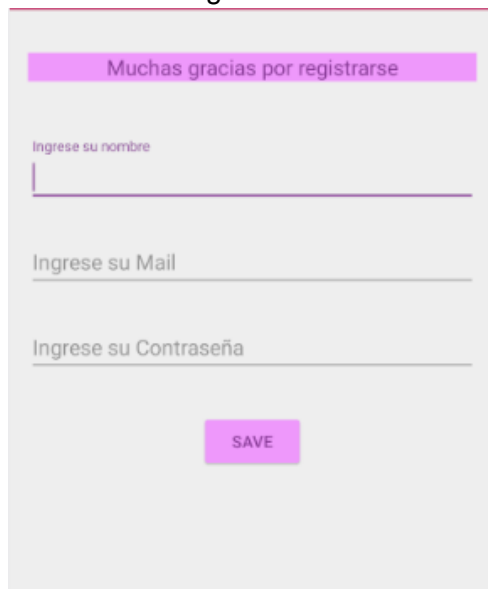 Muchas gracias por registrarse
Ingrese su nombre
Ingrese su Mail
Ingrese su Contraseña
SAVE